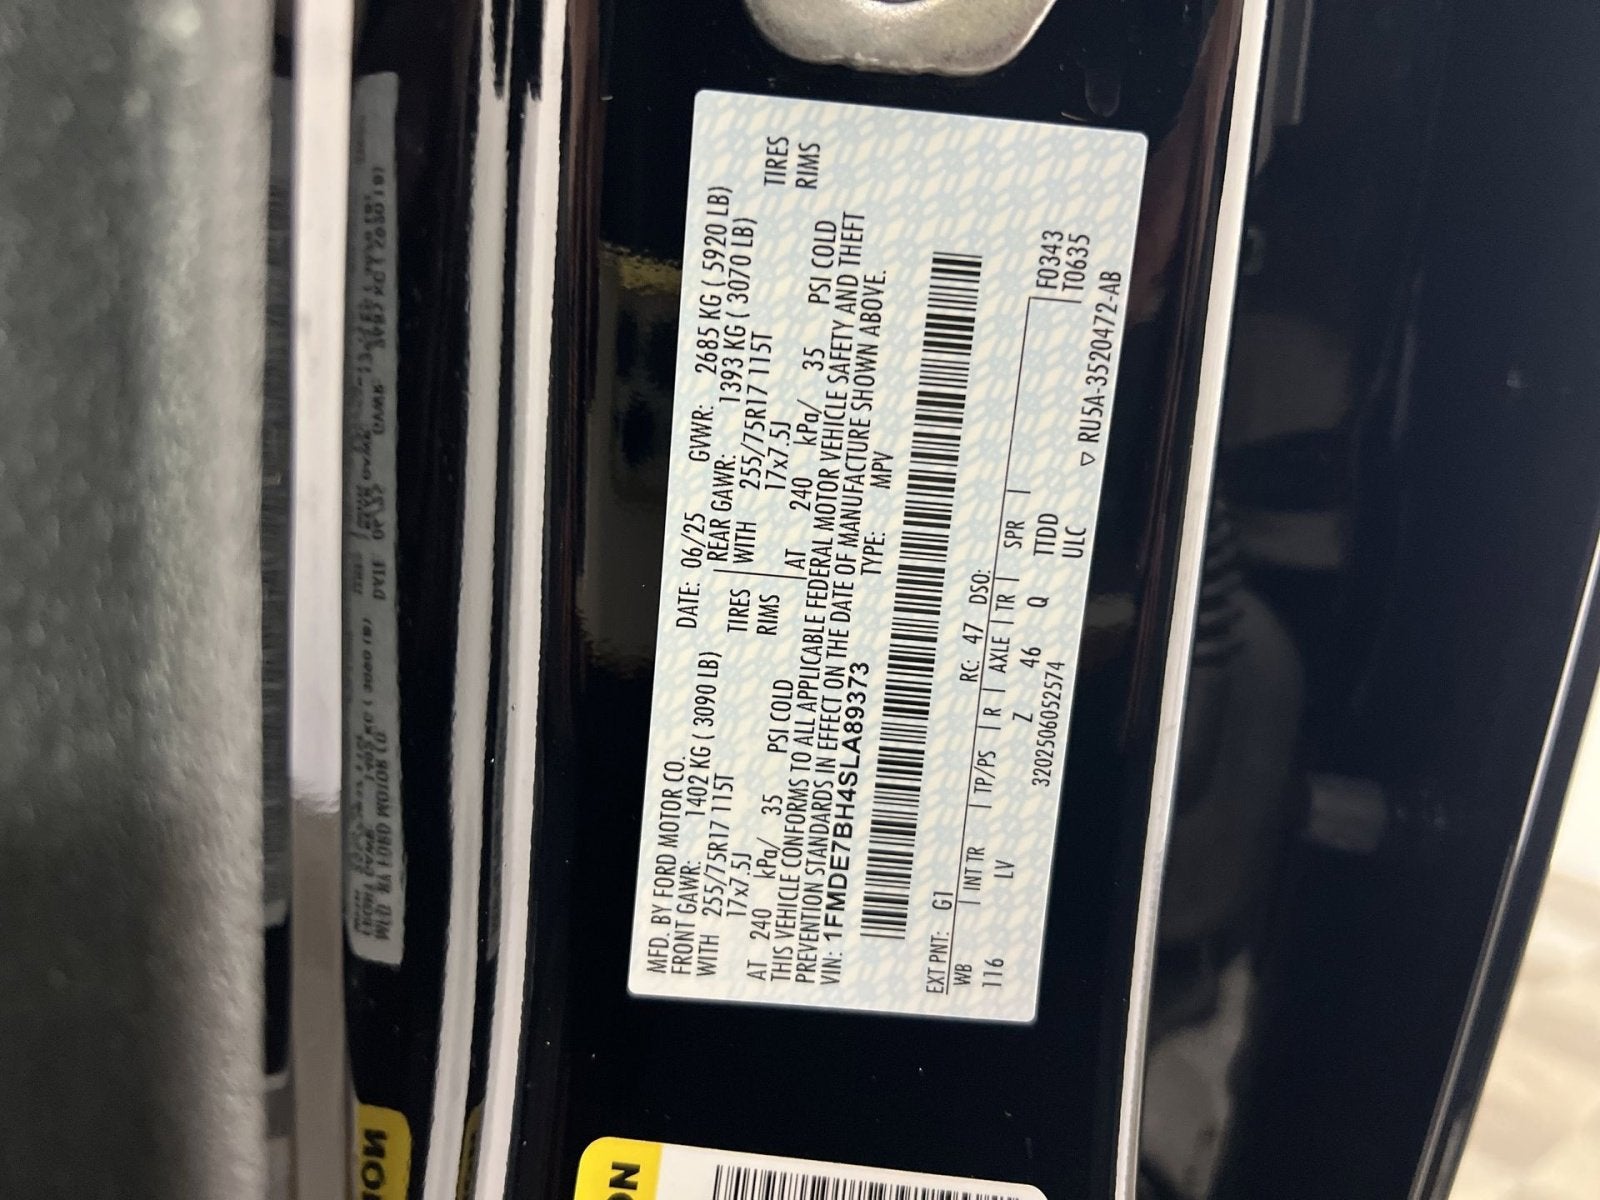 MFD. BY FORD MOTOR CO. DATE: 06/25 GVWR: 2685 KG ( 5920 LB)
FRONT GAWR: 1402 KG ( 3090 LB) REAR GAWR: 1393 KG ( 3070 LB)
WITH 255/75R17 115T TIRES WITH 255/75R17 115T TIRES
17x7.5J RIMS 17x7.5J RIMS
AT 240 kPa/ 35 PSI COLD AT 240 kPa/ 35 PSI COLD
THIS VEHICLE CONFORMS TO ALL APPLICABLE FEDERAL MOTOR VEHICLE SAFETY AND THEFT
PREVENTION STANDARDS IN EFFECT ON THE DATE OF MANUFACTURE SHOWN ABOVE.
VIN: 1FMDE7BH4SLA89373 TYPE: MPV
EXT PNT: G1 RC: 47 DSO:
WB | INT TR | TP/PS | R | AXLE | TR | SPR | F0343
116 LV Z 46 Q TTDD T0635
320250605​2574 ULC
▽ RU5A-3520472-AB
ON